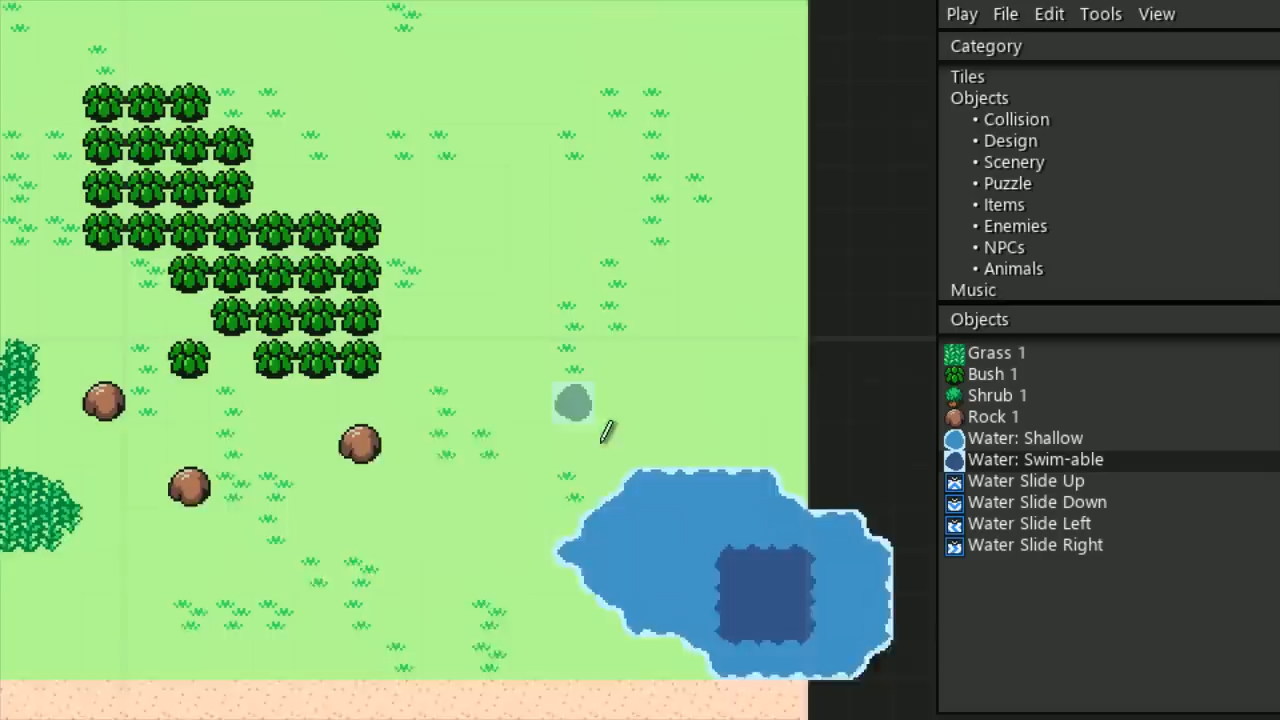 Play File Edit Tools View
Category
Tiles
Objects
• Collision
• Design
• Scenery
• Puzzle
• Items
• Enemies
• NPCs
• Animals
Music
Objects
Grass 1
Bush 1
Shrub 1
Rock 1
Water: Shallow
Water: Swim-able
Water Slide Up
Water Slide Down
Water Slide Left
Water Slide Right